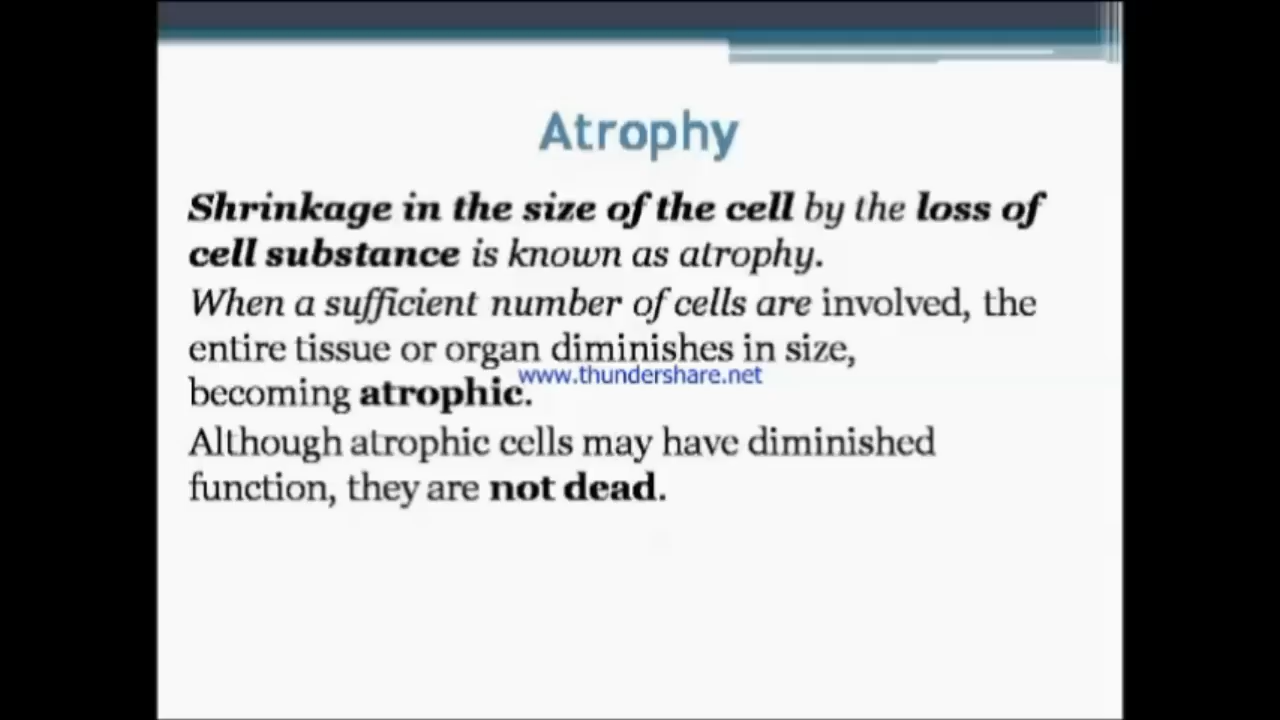 Atrophy
Shrinkage in the size of the cell by the loss of
cell substance is known as atrophy.
When a sufficient number of cells are involved, the
entire tissue or organ diminishes in size,
www.thundershare.net
becoming atrophic.
Although atrophic cells may have diminished
function, they are not dead.